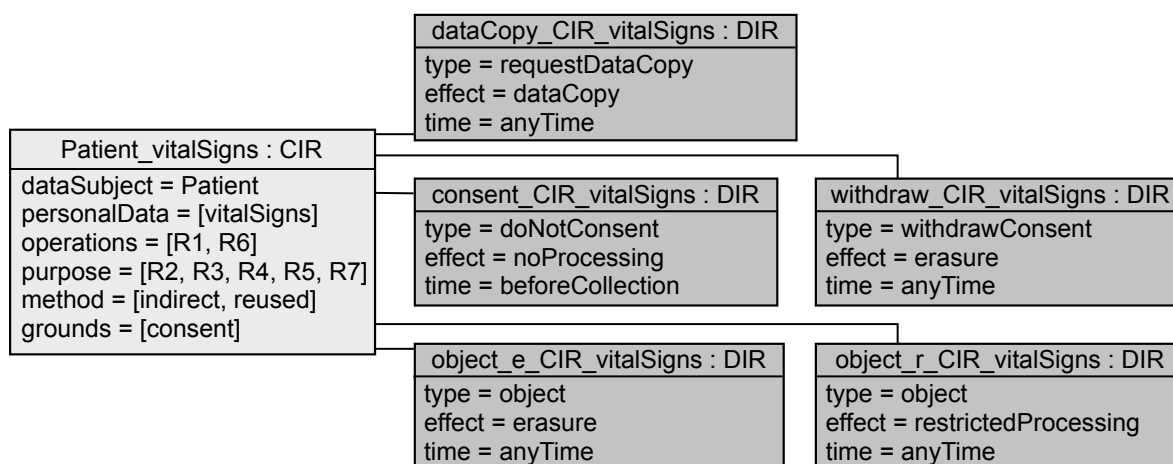 dataCopy_CIR_vitalSigns : DIR
type = requestDataCopy
effect = dataCopy
time = anyTime
Patient_vitalSigns : CIR
dataSubject = Patient
personalData = [vitalSigns]
operations = [R1, R6]
purpose = [R2, R3, R4, R5, R7]
method = [indirect, reused]
grounds = [consent]
consent_CIR_vitalSigns : DIR
type = doNotConsent
effect = noProcessing
time = beforeCollection
withdraw_CIR_vitalSigns : DIR
type = withdrawConsent
effect = erasure
time = anyTime
object_e_CIR_vitalSigns : DIR
type = object
effect = erasure
time = anyTime
object_r_CIR_vitalSigns : DIR
type = object
effect = restrictedProcessing
time = anyTime